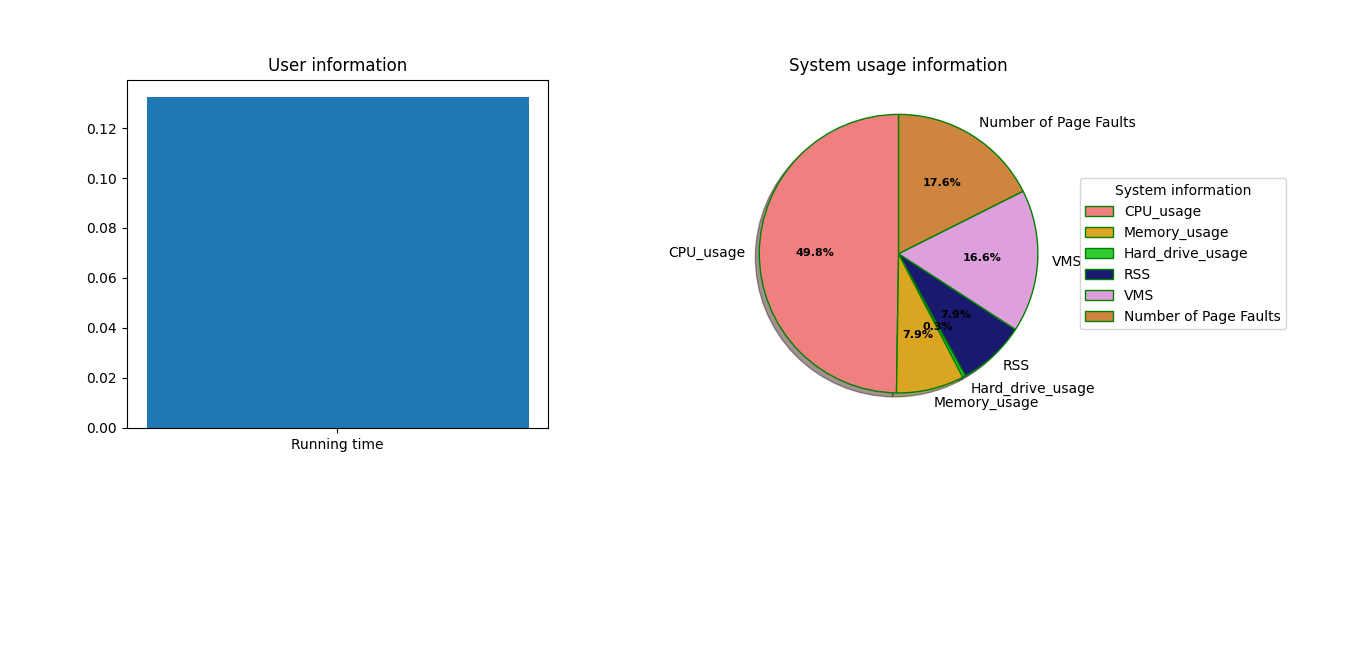 User information
0.12
0.10
0.08
0.06
0.04
0.02
0.00
Running time
System usage information
Number of Page Faults
17.6%
CPU_usage
49.8%
16.6%
VMS
7.9%
0.3%
7.9%
RSS
Hard_drive_usage
Memory_usage
System information
CPU_usage
Memory_usage
Hard_drive_usage
RSS
VMS
Number of Page Faults